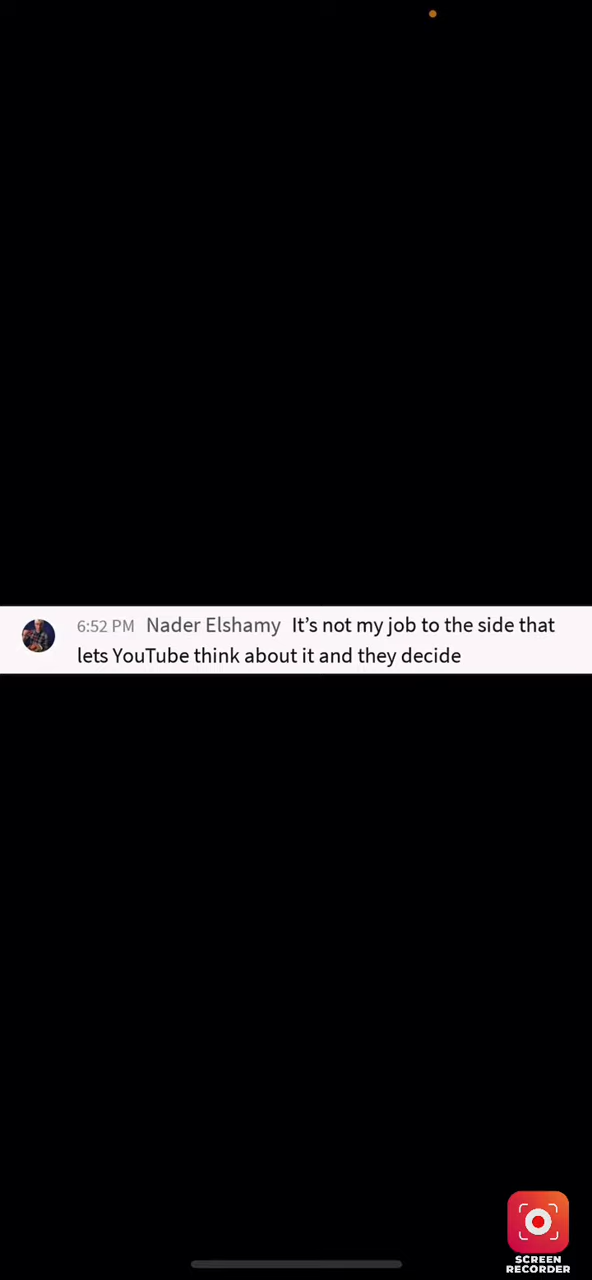 6:52 PM Nader Elshamy It’s not my job to the side that
lets YouTube think about it and they decide
SCREEN
RECORDER